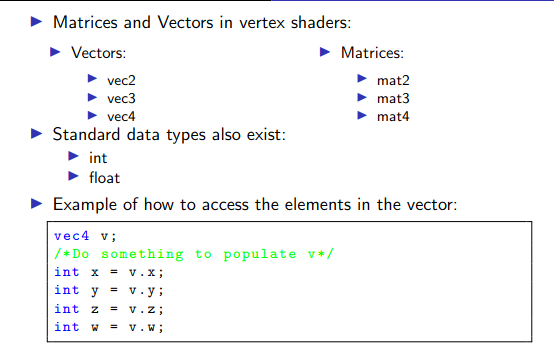 Matrices and Vectors in vertex shaders:
Vectors:
vec2
vec3
vec4
Matrices:
mat2
mat3
mat4
Standard data types also exist:
int
float
Example of how to access the elements in the vector:
vec4 v;
/*Do something to populate v*/
int x = v.x;
int y = v.y;
int z = v.z;
int w = v.w;